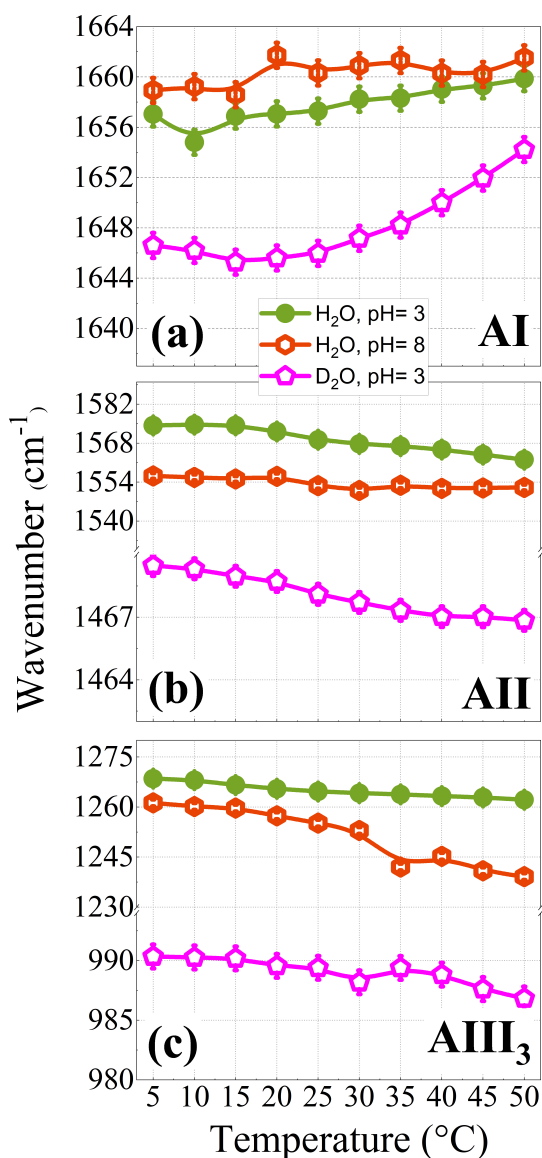 1664
1660
1656
1652
1648
1644
1640
(a)
AI
H₂O, pH= 3
H₂O, pH= 8
D₂O, pH= 3
1582
1568
1554
1540
1467
1464
(b)
AII
1275
1260
1245
1230
990
985
980
(c)
AIII₃
5 10 15 20 25 30 35 40 45 50
Temperature (°C)
Wavenumber (cm⁻¹)